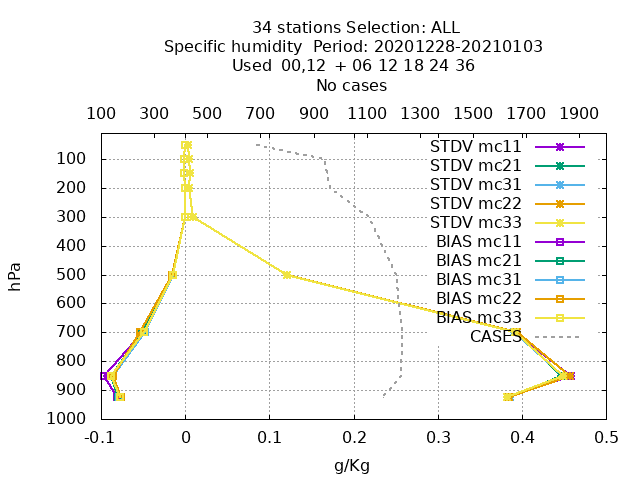 34 stations Selection: ALL
Specific humidity  Period: 20201228-20210103
Used  00,12  + 06 12 18 24 36
No cases
100 300 500 700 900 1100 1300 1500 1700 1900
STDV mc11
STDV mc21
STDV mc31
STDV mc22
STDV mc33
BIAS mc11
BIAS mc21
BIAS mc31
BIAS mc22
BIAS mc33
CASES
hPa
100
200
300
400
500
600
700
800
900
1000
-0.1 0 0.1 0.2 0.3 0.4 0.5
g/Kg